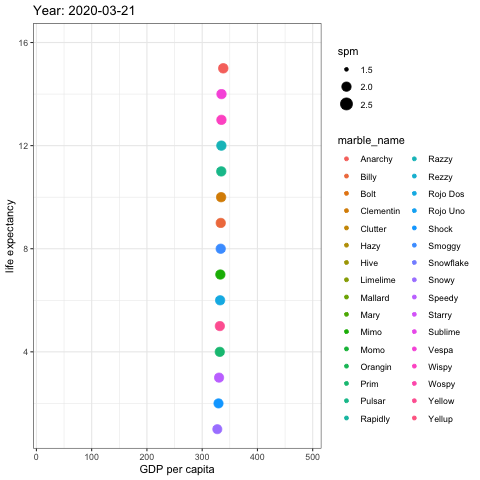 Year: 2020-03-21
16
12
8
4
life expectancy
0 100 200 300 400 500
GDP per capita
spm
1.5
2.0
2.5
marble_name
Anarchy Razzy
Billy Rezzy
Bolt Rojo Dos
Clementin Rojo Uno
Clutter Shock
Hazy Smoggy
Hive Snowflake
Limelime Snowy
Mallard Speedy
Mary Starry
Mimo Sublime
Momo Vespa
Orangin Wispy
Prim Wospy
Pulsar Yellow
Rapidly Yellup